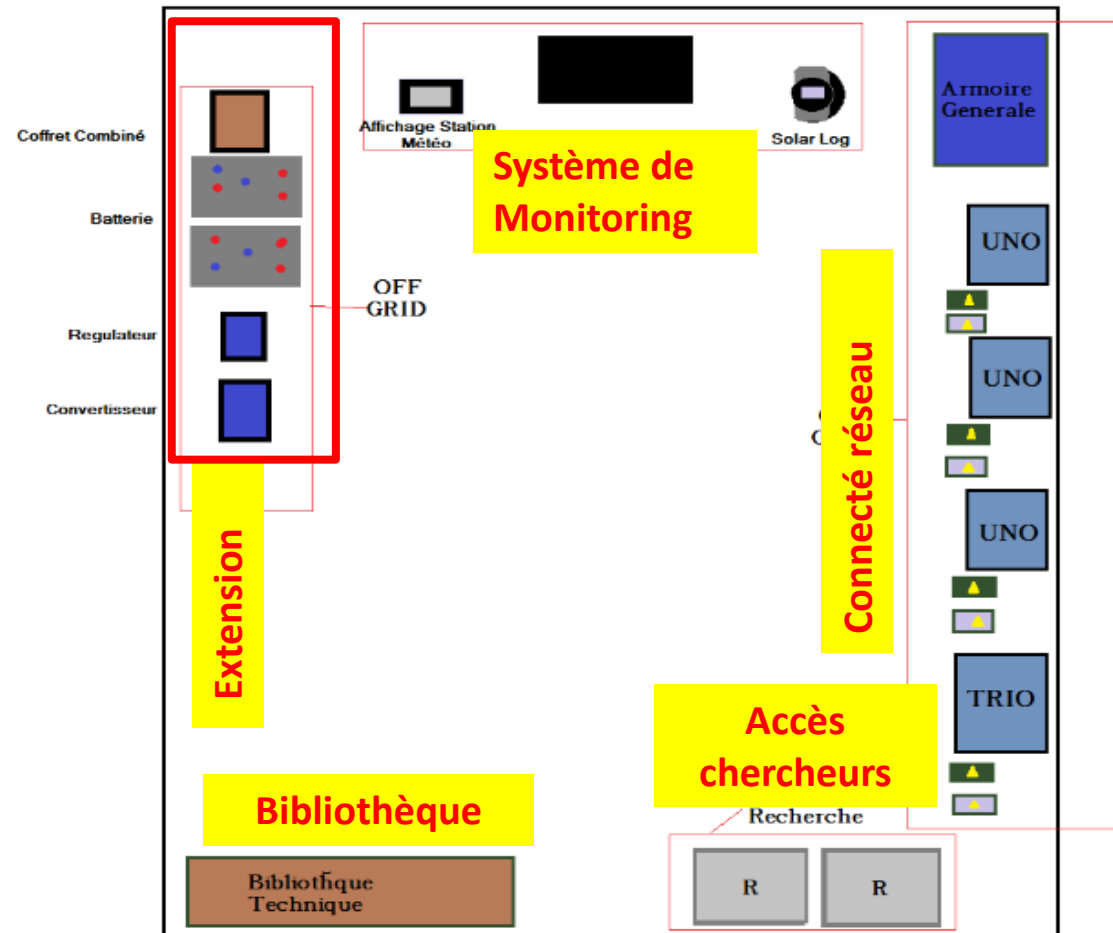 Coffret Combiné
Batterie
Regulateur
Convertisseur
OFF
GRID
Extension
Affichage Station
Météo
Solar Log
Système de
Monitoring
Armoire
Generale
UNO
UNO
UNO
TRIO
Connecté réseau
Accès
chercheurs
Recherche
R
R
Bibliothèque
Technique